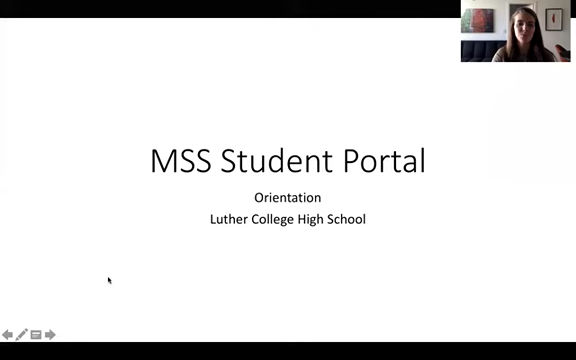 MSS Student Portal
Orientation
Luther College High School